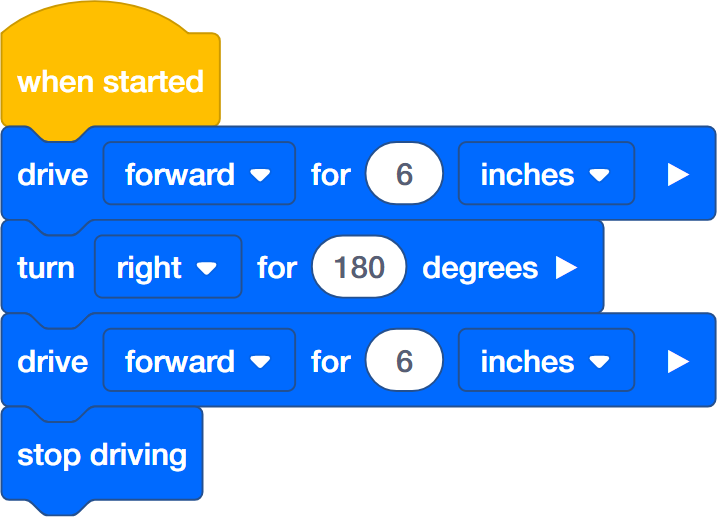 when started
drive forward for 6 inches
turn right for 180 degrees
drive forward for 6 inches
stop driving